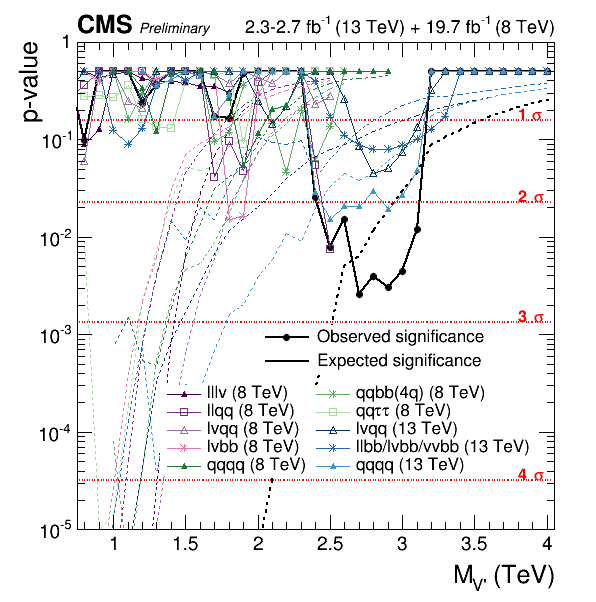 CMS Preliminary 2.3-2.7 fb⁻¹ (13 TeV) + 19.7 fb⁻¹ (8 TeV)
p-value
1
10⁻¹
10⁻²
10⁻³
10⁻⁴
10⁻⁵
1 σ
2 σ
3 σ
4 σ
Observed significance
Expected significance
lllν (8 TeV)
llqq (8 TeV)
lνqq (8 TeV)
lνbb (8 TeV)
qqqq (8 TeV)
qqbb(4q) (8 TeV)
qqττ (8 TeV)
lνqq (13 TeV)
llbb/lνbb/ννbb (13 TeV)
qqqq (13 TeV)
1 1.5 2 2.5 3 3.5 4
M_V' (TeV)